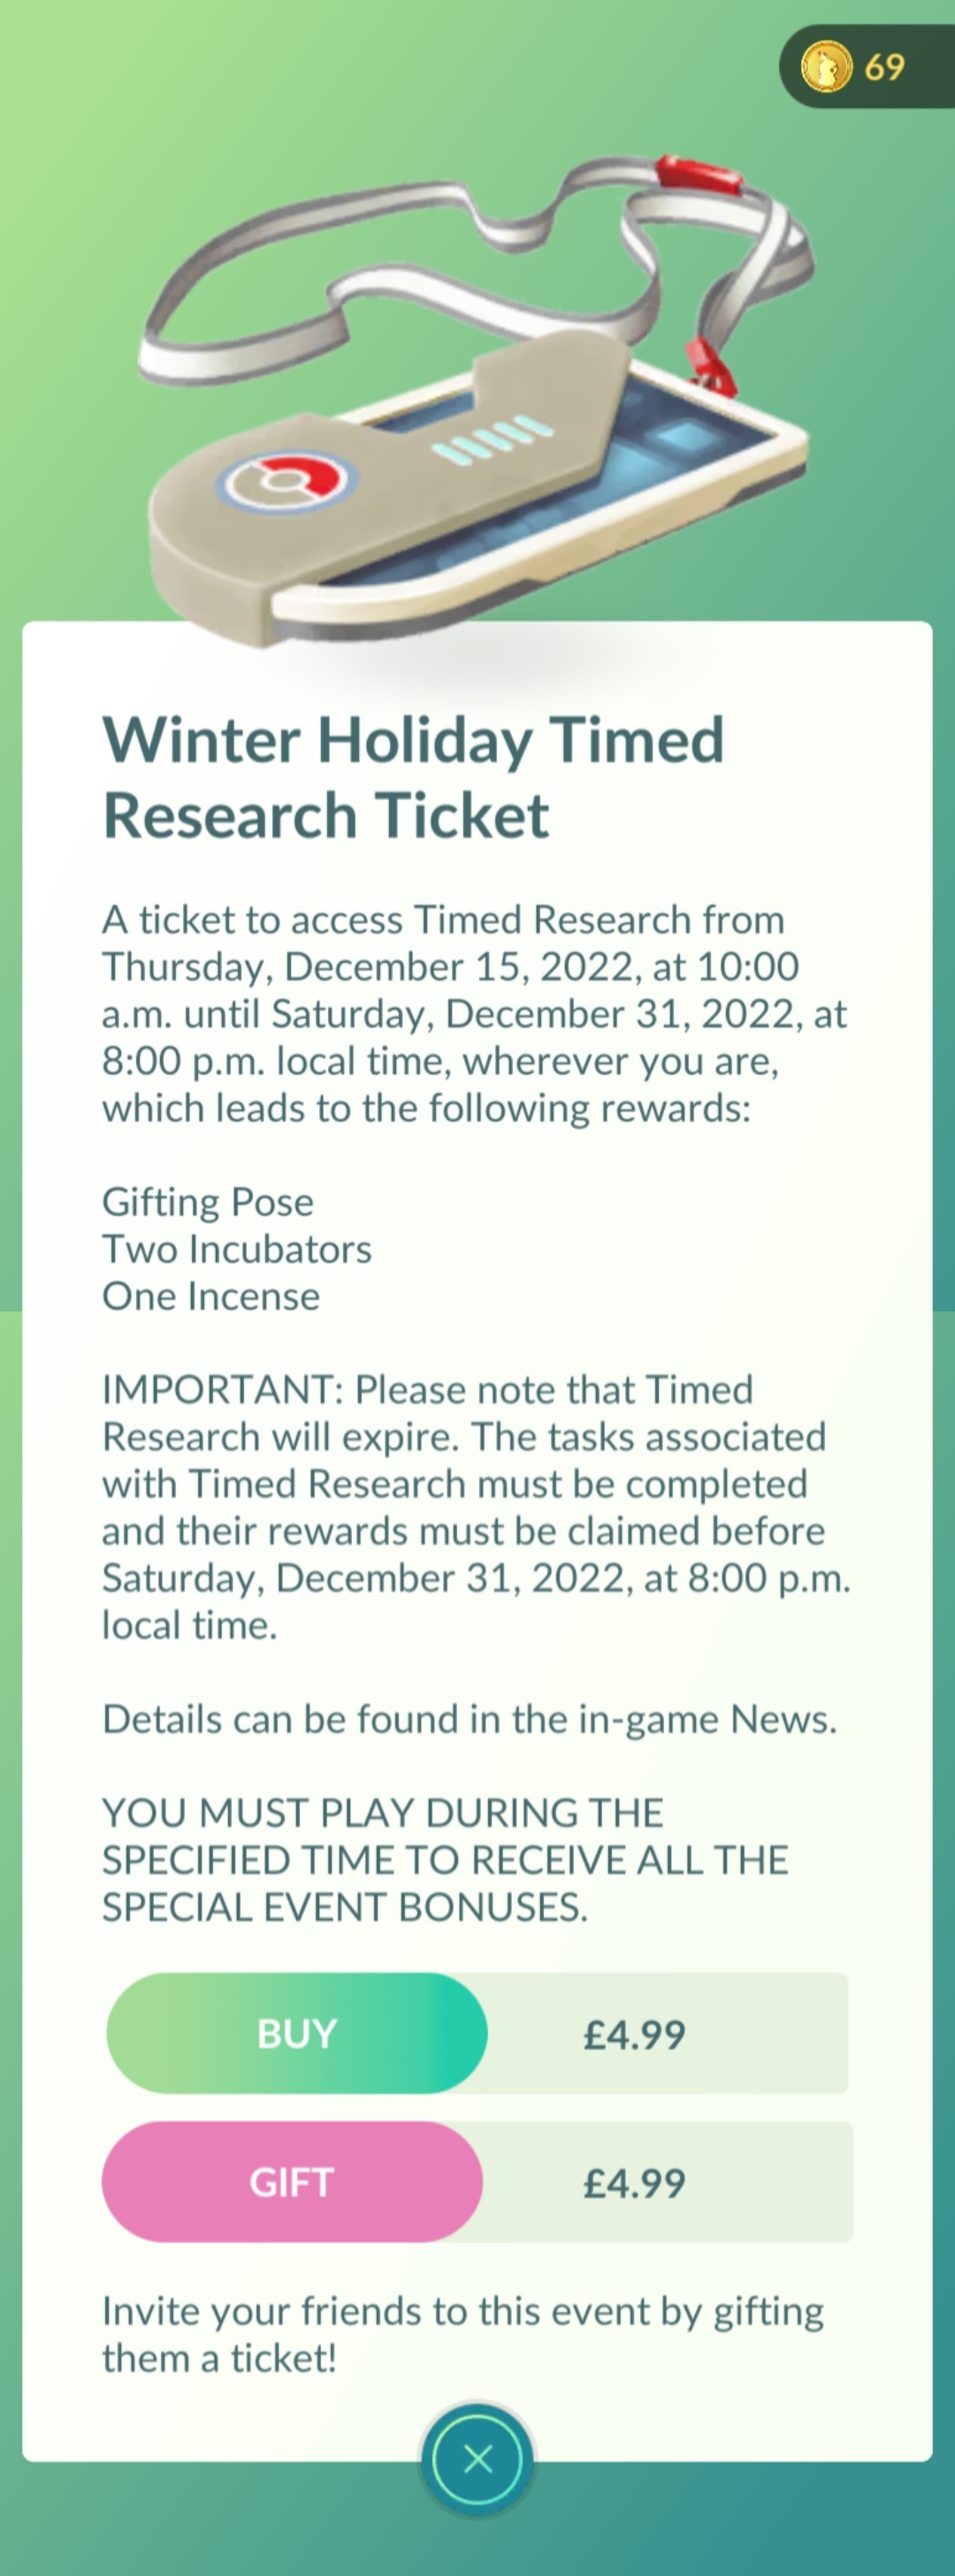 69
Winter Holiday Timed
Research Ticket
A ticket to access Timed Research from
Thursday, December 15, 2022, at 10:00
a.m. until Saturday, December 31, 2022, at
8:00 p.m. local time, wherever you are,
which leads to the following rewards:
Gifting Pose
Two Incubators
One Incense
IMPORTANT: Please note that Timed
Research will expire. The tasks associated
with Timed Research must be completed
and their rewards must be claimed before
Saturday, December 31, 2022, at 8:00 p.m.
local time.
Details can be found in the in-game News.
YOU MUST PLAY DURING THE
SPECIFIED TIME TO RECEIVE ALL THE
SPECIAL EVENT BONUSES.
BUY £4.99
GIFT £4.99
Invite your friends to this event by gifting
them a ticket!